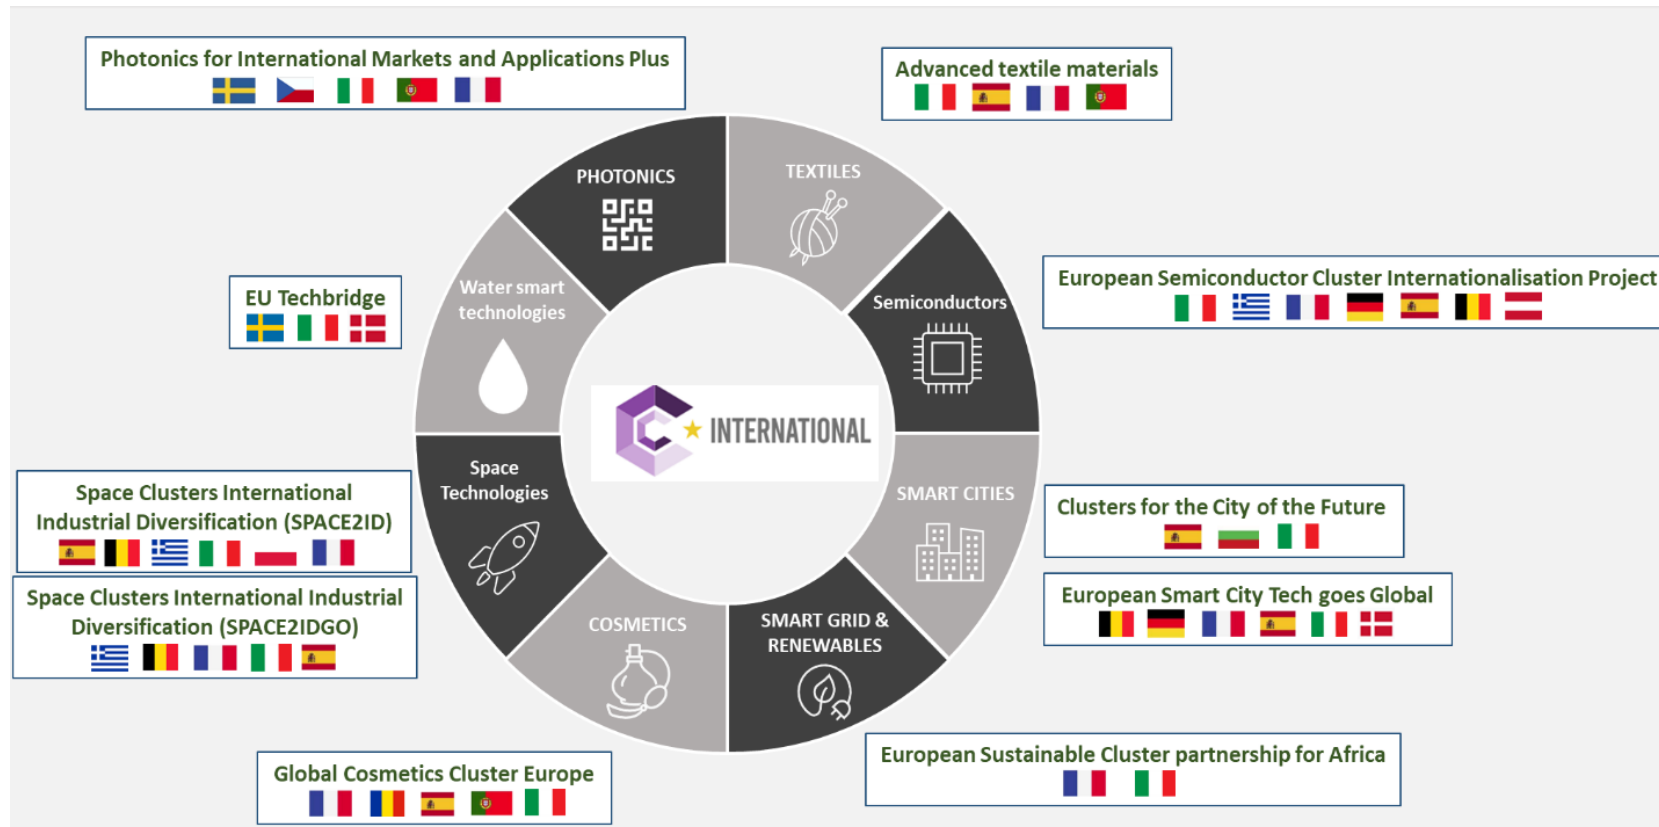 Photonics for International Markets and Applications Plus
Advanced textile materials
PHOTONICS
TEXTILES
EU Techbridge
Water smart
technologies
Semiconductors
European Semiconductor Cluster Internationalisation Project
INTERNATIONAL
Space Clusters International
Industrial Diversification (SPACE2ID)
Space
Technologies
SMART CITIES
Clusters for the City of the Future
Space Clusters International Industrial
Diversification (SPACE2IDGO)
European Smart City Tech goes Global
COSMETICS
SMART GRID &
RENEWABLES
Global Cosmetics Cluster Europe
European Sustainable Cluster partnership for Africa